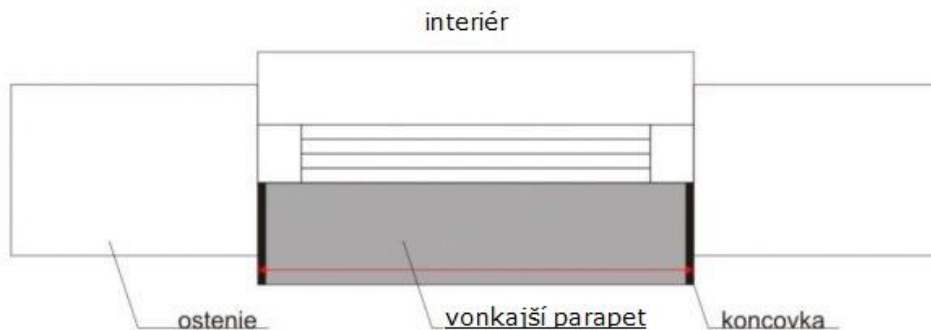 interiér
ostenie
vonkajší parapet
koncovka